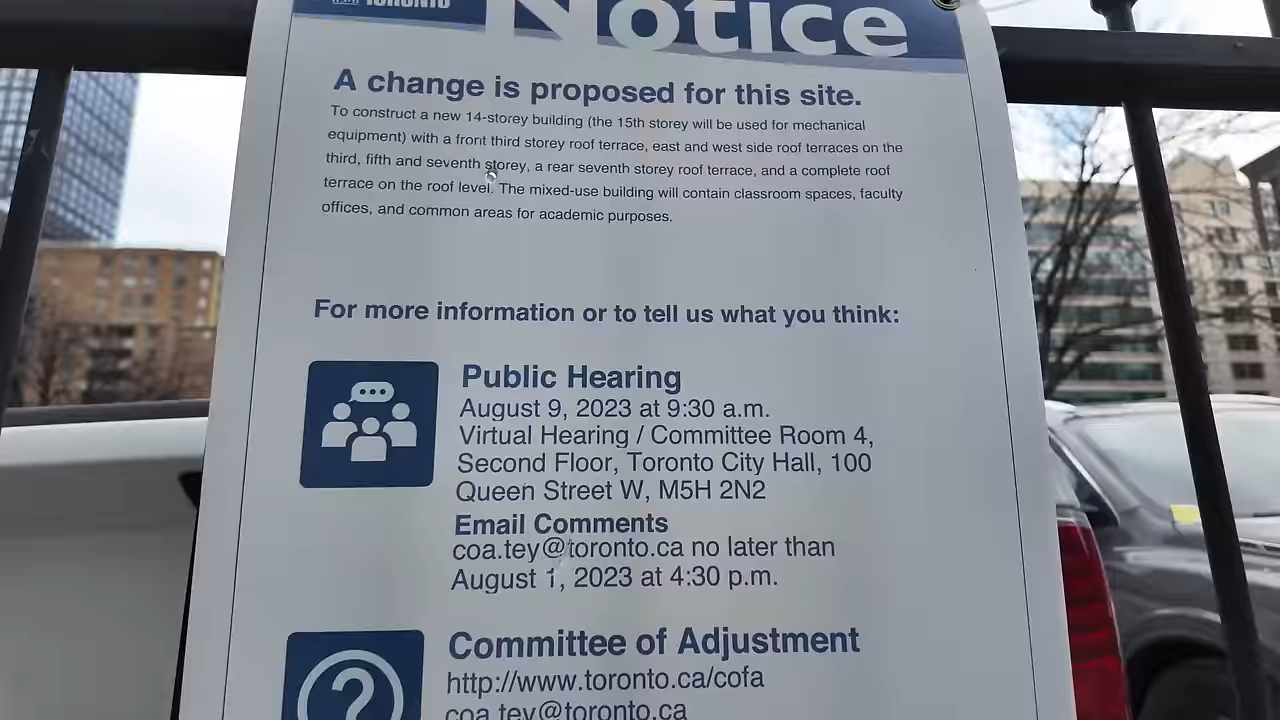 TORONTO
Notice
A change is proposed for this site.
To construct a new 14-storey building (the 15th storey will be used for mechanical
equipment) with a front third storey roof terrace, east and west side roof terraces on the
third, fifth and seventh storey, a rear seventh storey roof terrace, and a complete roof
terrace on the roof level. The mixed-use building will contain classroom spaces, faculty
offices, and common areas for academic purposes.
For more information or to tell us what you think:
Public Hearing
August 9, 2023 at 9:30 a.m.
Virtual Hearing / Committee Room 4,
Second Floor, Toronto City Hall, 100
Queen Street W, M5H 2N2
Email Comments
coa.tey@toronto.ca no later than
August 1, 2023 at 4:30 p.m.
Committee of Adjustment
http://www.toronto.ca/cofa
coa.tey@toronto.ca